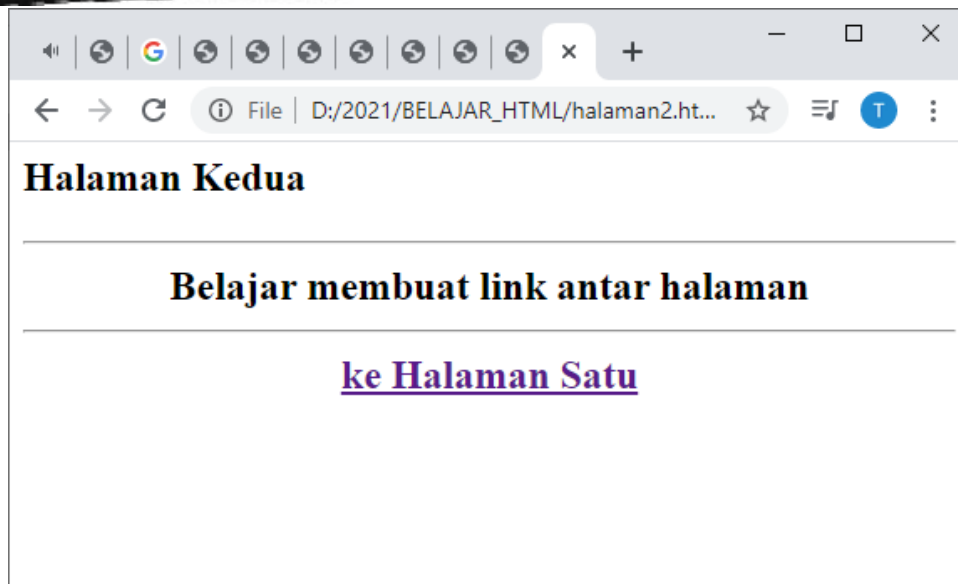 File D:/2021/BELAJAR_HTML/halaman2.ht...
T
Halaman Kedua
Belajar membuat link antar halaman
ke Halaman Satu